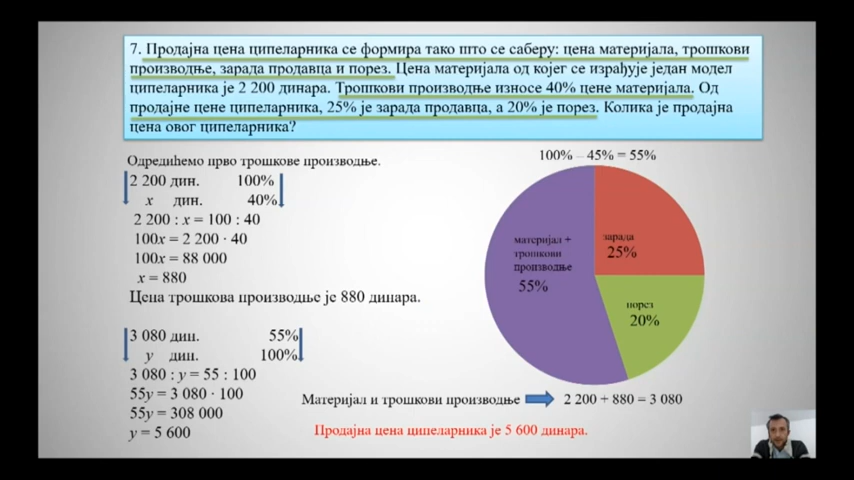 7. Продајна цена ципеларника се формира тако што се саберу: цена материјала, трошкови
производње, зарада продавца и порез. Цена материјала од којег се израђује један модел
ципеларника је 2 200 динара. Трошкови производње износе 40% цене материјала. Од
продајне цене ципеларника, 25% је зарада продавца, а 20% је порез. Колика је продајна
цена овог ципеларника?
Одредићемо прво трошкове производње.
2 200 дин. 100%
x дин. 40%
2 200 : x = 100 : 40
100x = 2 200 · 40
100x = 88 000
x = 880
Цена трошкова производње је 880 динара.
3 080 дин. 55%
y дин. 100%
3 080 : y = 55 : 100
55y = 3 080 · 100
55y = 308 000
y = 5 600
100% – 45% = 55%
материјал +
трошкови
производње
55%
зарада
25%
порез
20%
Материјал и трошкови производње 2 200 + 880 = 3 080
Продајна цена ципеларника је 5 600 динара.